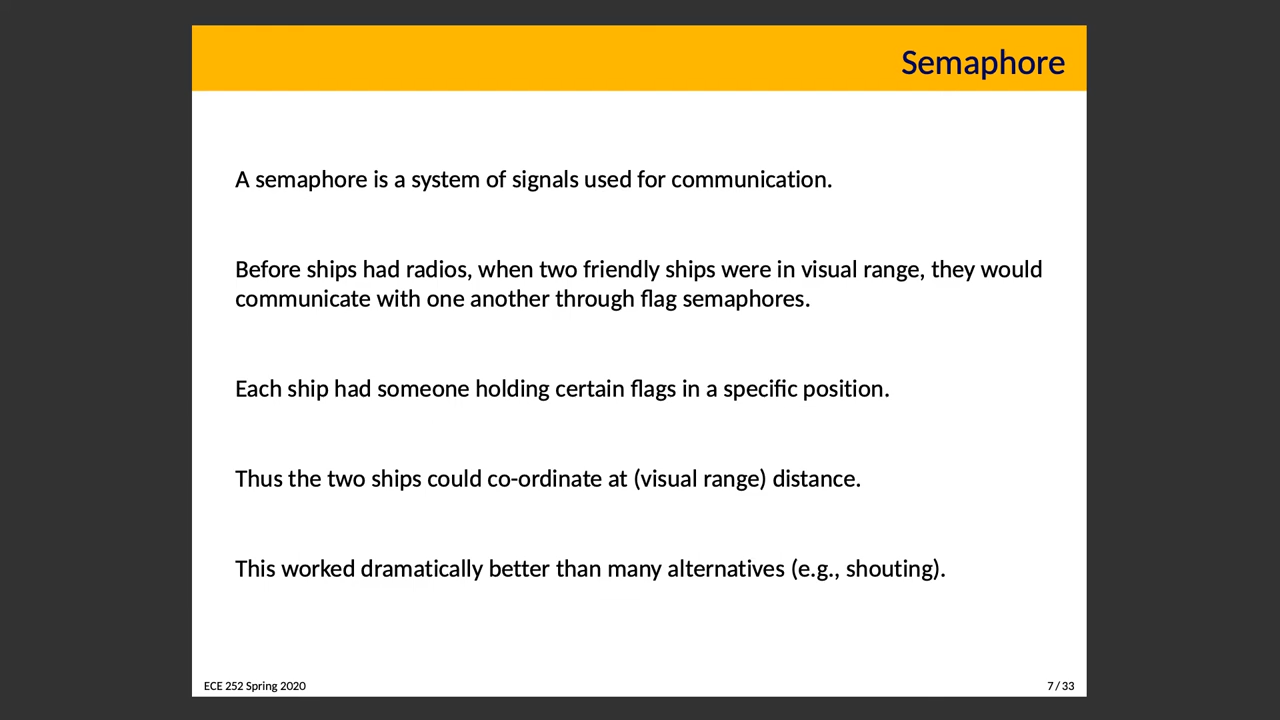 Semaphore
A semaphore is a system of signals used for communication.
Before ships had radios, when two friendly ships were in visual range, they would
communicate with one another through flag semaphores.
Each ship had someone holding certain flags in a specific position.
Thus the two ships could co-ordinate at (visual range) distance.
This worked dramatically better than many alternatives (e.g., shouting).
ECE 252 Spring 2020
7 / 33